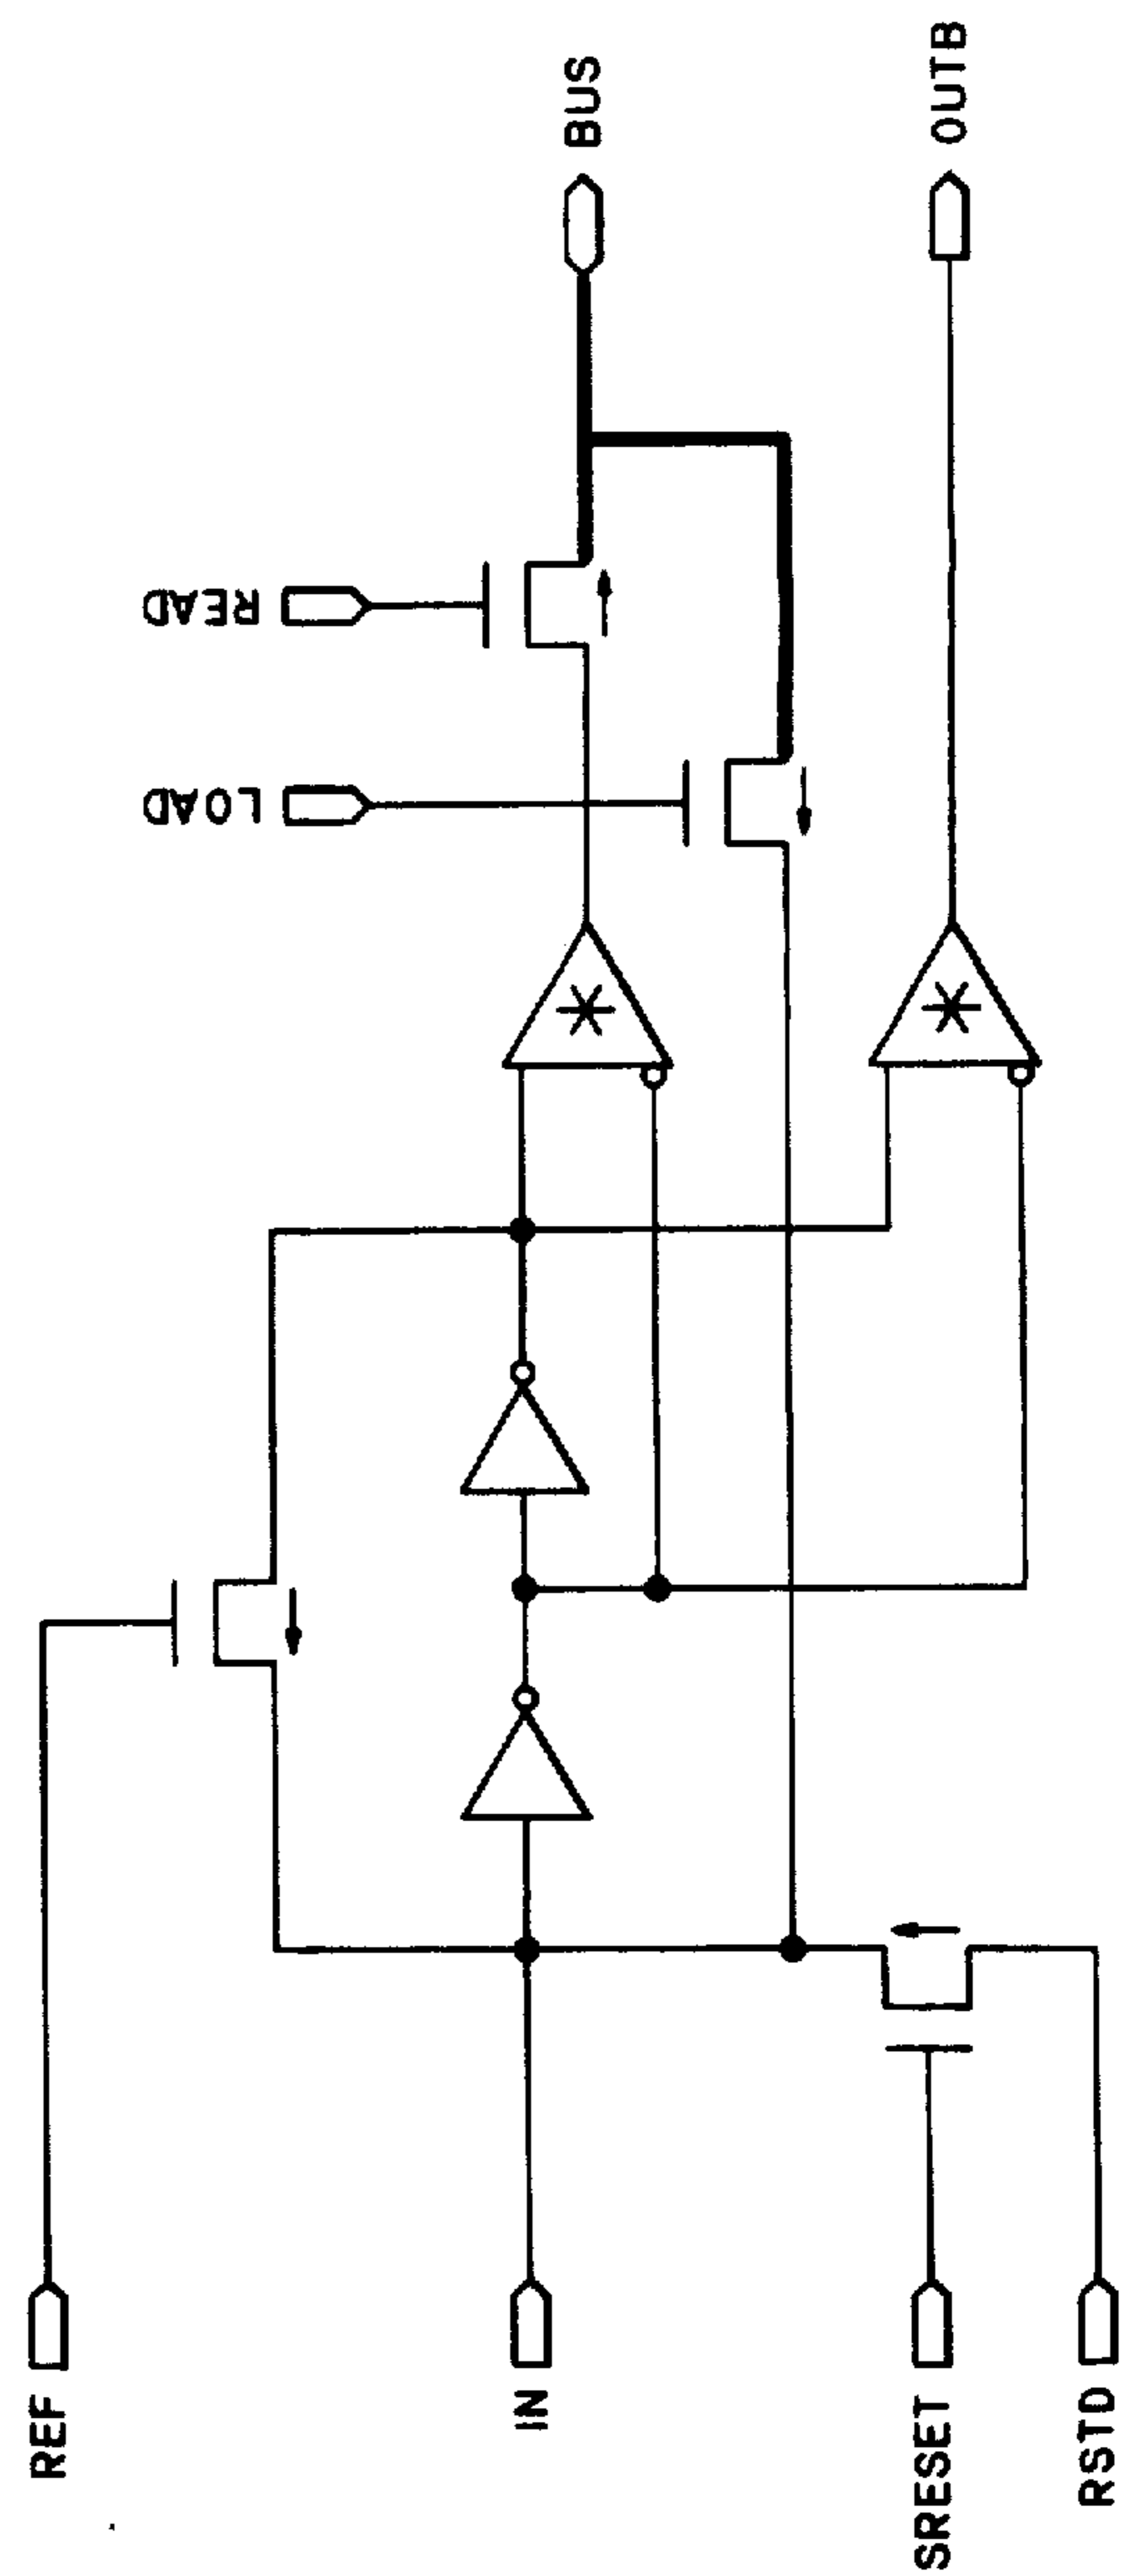 REF
IN
SRESET
RSTD
LOAD
READ
BUS
OUTB